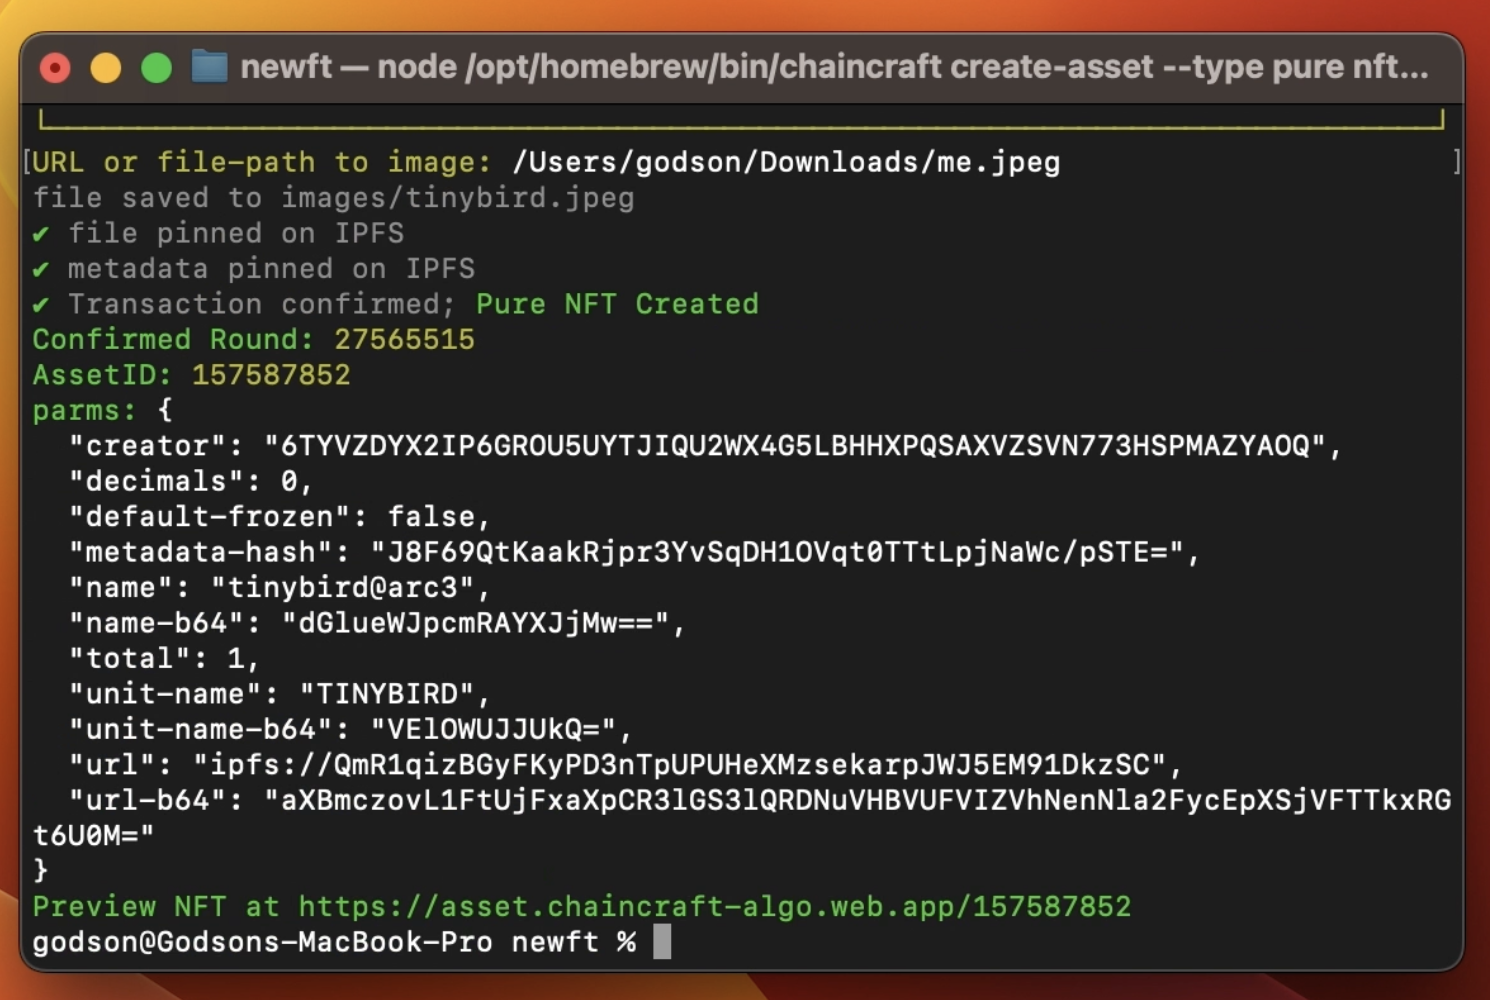 newft — node /opt/homebrew/bin/chaincraft create-asset --type pure nft...
[URL or file-path to image: /Users/godson/Downloads/me.jpeg ]
file saved to images/tinybird.jpeg
✔ file pinned on IPFS
✔ metadata pinned on IPFS
✔ Transaction confirmed; Pure NFT Created
Confirmed Round: 27565515
AssetID: 157587852
parms: {
"creator": "6TYVZDYX2IP6GROU5UYTJIQU2WX4G5LBHHXPQSAXVZSVN773HSPMAZYAOQ",
"decimals": 0,
"default-frozen": false,
"metadata-hash": "J8F69QtKaakRjpr3YvSqDH1OVqt0TTtLpjNaWc/pSTE=",
"name": "tinybird@arc3",
"name-b64": "dGlueWJpcmRAYXJjMw==",
"total": 1,
"unit-name": "TINYBIRD",
"unit-name-b64": "VElOWUJJUkQ=",
"url": "ipfs://QmR1qizBGyFKyPD3nTpUPUHeXMzsekarpJWJ5EM91DkzSC",
"url-b64": "aXBmczovL1FtUjFxaXpCR3lGS3lQRDNuVHBVUFVIZVhNenNla2FycEpXSjVFTTkxRG
t6U0M="
}
Preview NFT at https://asset.chaincraft-algo.web.app/157587852
godson@Godsons-MacBook-Pro newft %